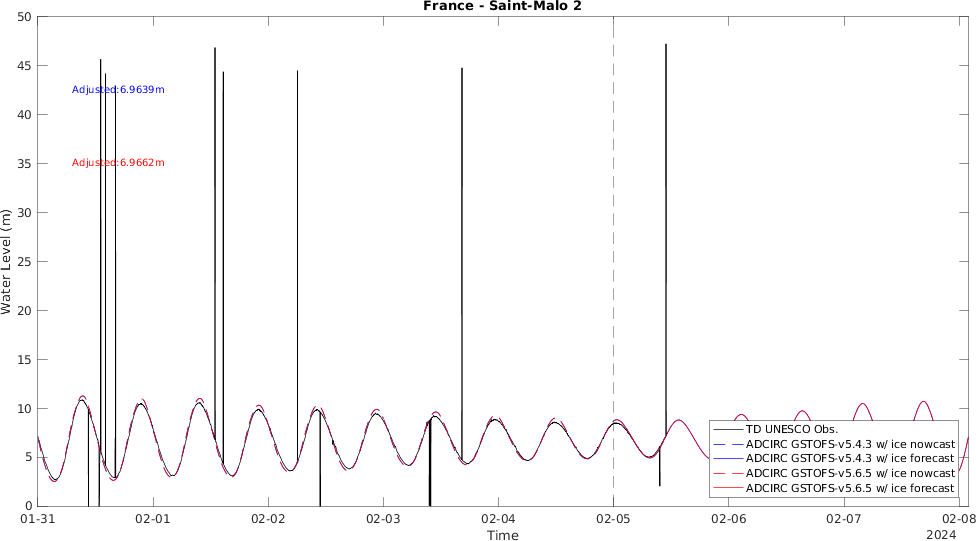 France - Saint-Malo 2
50
45
40
35
30
25
20
15
10
5
0
Water Level (m)
Adjusted:6.9639m
Adjusted:6.9662m
TD UNESCO Obs.
ADCIRC GSTOFS-v5.4.3 w/ ice nowcast
ADCIRC GSTOFS-v5.4.3 w/ ice forecast
ADCIRC GSTOFS-v5.6.5 w/ ice nowcast
ADCIRC GSTOFS-v5.6.5 w/ ice forecast
01-31 02-01 02-02 02-03 02-04 02-05 02-06 02-07 02-08
Time
2024